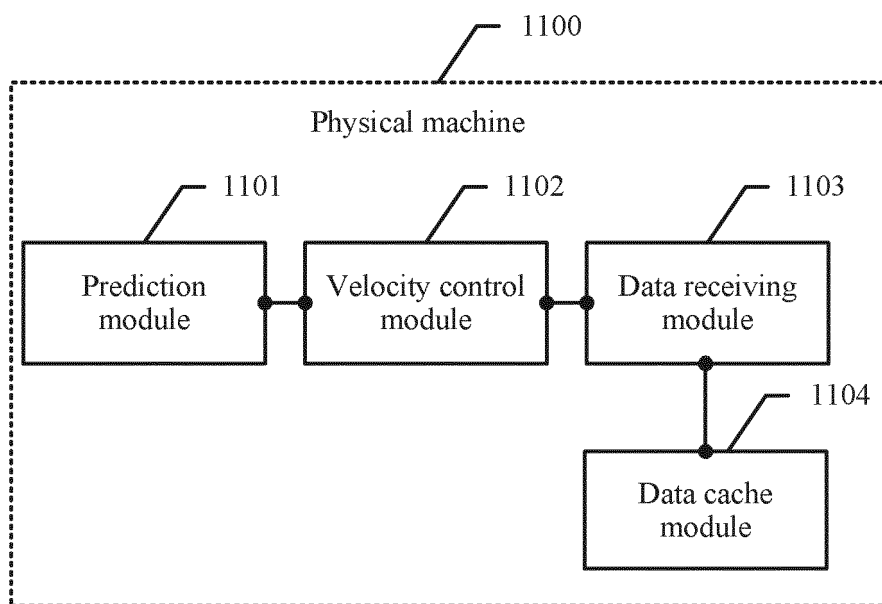 1100
Physical machine
1101
1102
1103
Prediction
module
Velocity control
module
Data receiving
module
1104
Data cache
module